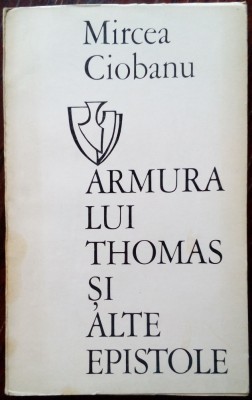 Mircea
Ciobanu
ARMURA
LUI
THOMAS
ȘI
ALTE
EPISTOLE